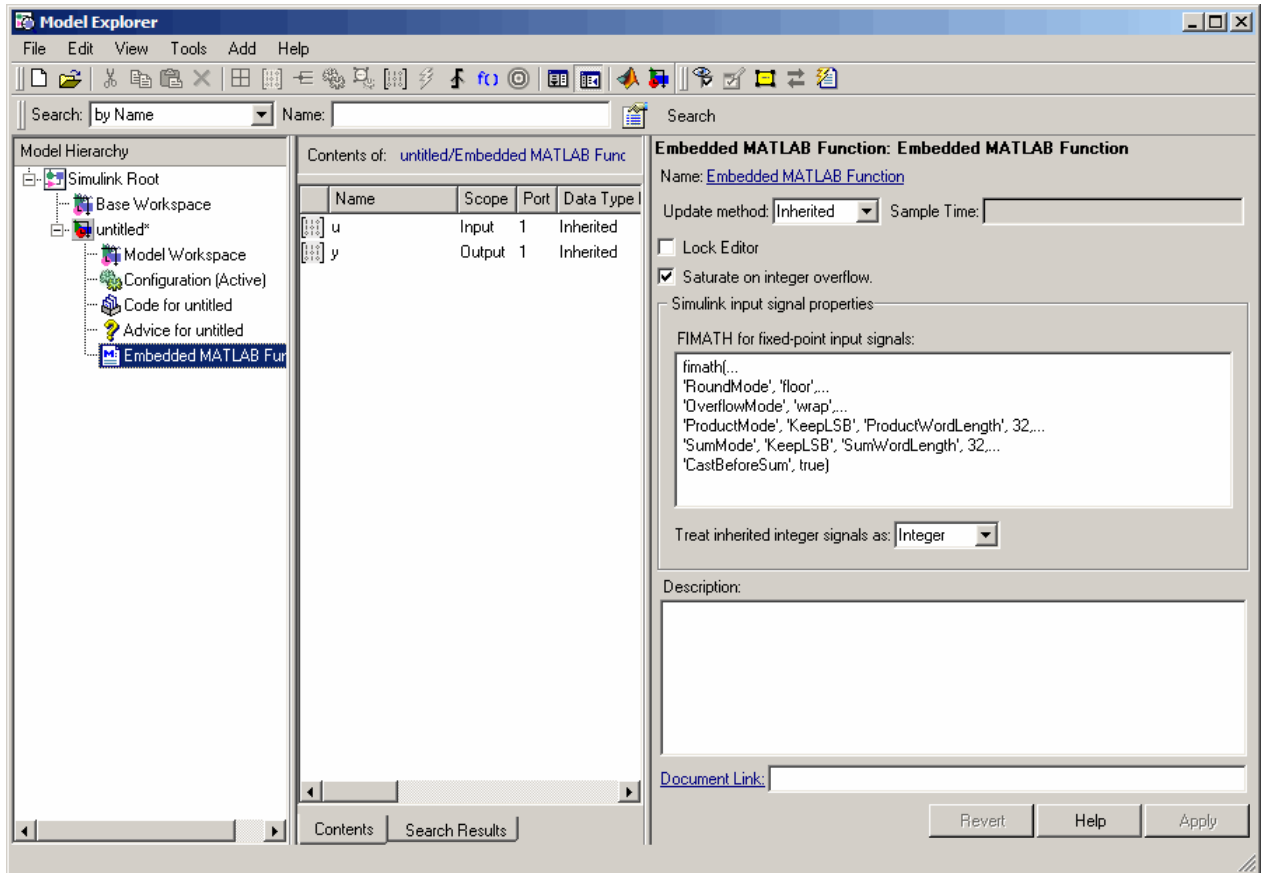 Model Explorer
File Edit View Tools Add Help
Search: by Name Name: Search
Model Hierarchy
Simulink Root
Base Workspace
untitled*
Model Workspace
Configuration (Active)
Code for untitled
Advice for untitled
Embedded MATLAB Fun
Contents of: untitled/Embedded MATLAB Func
Name Scope Port Data Type
u Input 1 Inherited
y Output 1 Inherited
Contents Search Results
Embedded MATLAB Function: Embedded MATLAB Function
Name: Embedded MATLAB Function
Update method: Inherited Sample Time:
Lock Editor
Saturate on integer overflow.
Simulink input signal properties
FIMATH for fixed-point input signals:
fimath(...
'RoundMode', 'floor',...
'OverflowMode', 'wrap',...
'ProductMode', 'KeepLSB', 'ProductWordLength', 32,...
'SumMode', 'KeepLSB', 'SumWordLength', 32,...
'CastBeforeSum', true)
Treat inherited integer signals as: Integer
Description:
Document Link:
Revert Help Apply